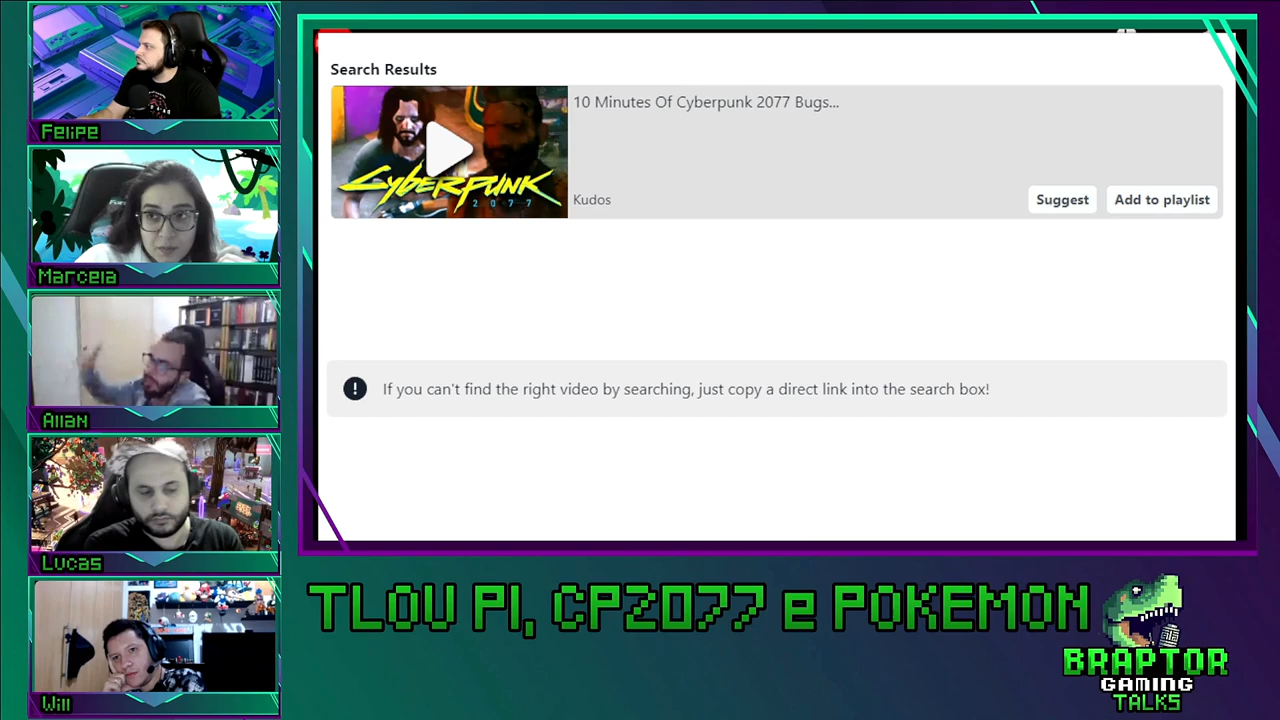 Felipe
Marcela
Allan
Lucas
Will
Search Results
10 Minutes Of Cyberpunk 2077 Bugs...
CYBERPUNK
2077
Kudos
Suggest
Add to playlist
If you can't find the right video by searching, just copy a direct link into the search box!
TLOU PI, CP2077 e POKEMON
BRAPTOR
GAMING
TALKS